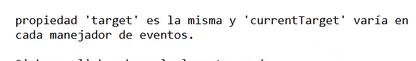 propiedad 'target' es la misma y 'currentTarget' varía en
cada manejador de eventos.